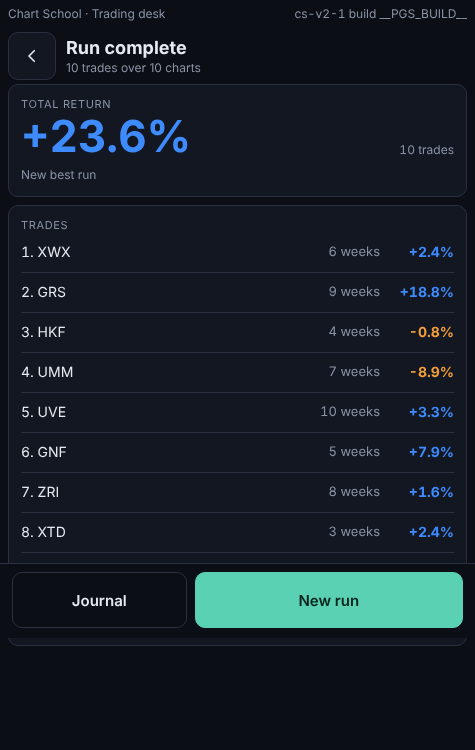 Chart School · Trading desk cs-v2-1 build __PGS_BUILD__
Run complete
10 trades over 10 charts
TOTAL RETURN
+23.6%
10 trades
New best run
TRADES
1. XWX 6 weeks +2.4%
2. GRS 9 weeks +18.8%
3. HKF 4 weeks -0.8%
4. UMM 7 weeks -8.9%
5. UVE 10 weeks +3.3%
6. GNF 5 weeks +7.9%
7. ZRI 8 weeks +1.6%
8. XTD 3 weeks +2.4%
Journal New run